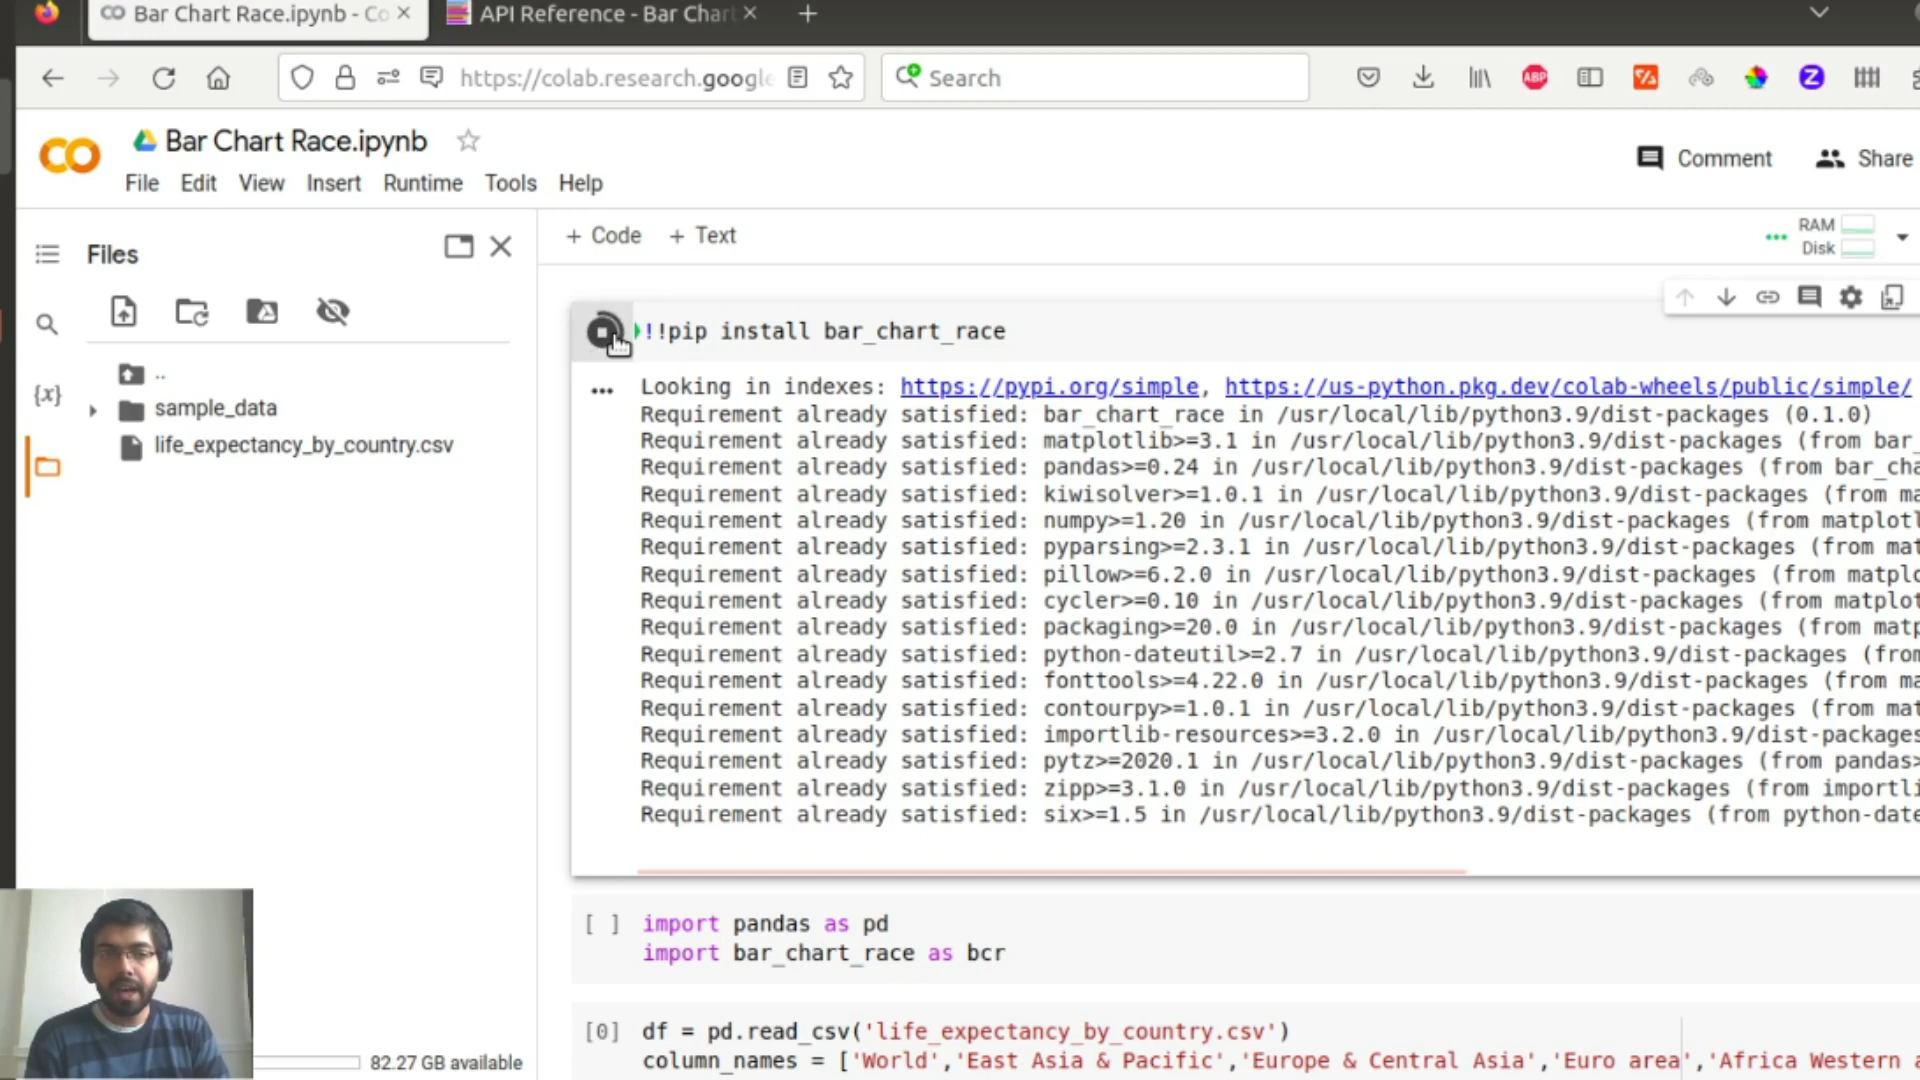 Bar Chart Race.ipynb - Co
API Reference - Bar Chart
https://colab.research.google
Search
ABP
Z
CO
Bar Chart Race.ipynb
Comment
Share
File Edit View Insert Runtime Tools Help
Files
+ Code + Text
RAM
Disk
!!pip install bar_chart_race
..
sample_data
life_expectancy_by_country.csv
{x}
Looking in indexes: https://pypi.org/simple, https://us-python.pkg.dev/colab-wheels/public/simple/
Requirement already satisfied: bar_chart_race in /usr/local/lib/python3.9/dist-packages (0.1.0)
Requirement already satisfied: matplotlib>=3.1 in /usr/local/lib/python3.9/dist-packages (from bar_
Requirement already satisfied: pandas>=0.24 in /usr/local/lib/python3.9/dist-packages (from bar_cha
Requirement already satisfied: kiwisolver>=1.0.1 in /usr/local/lib/python3.9/dist-packages (from ma
Requirement already satisfied: numpy>=1.20 in /usr/local/lib/python3.9/dist-packages (from matplotl
Requirement already satisfied: pyparsing>=2.3.1 in /usr/local/lib/python3.9/dist-packages (from mat
Requirement already satisfied: pillow>=6.2.0 in /usr/local/lib/python3.9/dist-packages (from matplo
Requirement already satisfied: cycler>=0.10 in /usr/local/lib/python3.9/dist-packages (from matplot
Requirement already satisfied: packaging>=20.0 in /usr/local/lib/python3.9/dist-packages (from matp
Requirement already satisfied: python-dateutil>=2.7 in /usr/local/lib/python3.9/dist-packages (from
Requirement already satisfied: fonttools>=4.22.0 in /usr/local/lib/python3.9/dist-packages (from ma
Requirement already satisfied: contourpy>=1.0.1 in /usr/local/lib/python3.9/dist-packages (from mat
Requirement already satisfied: importlib-resources>=3.2.0 in /usr/local/lib/python3.9/dist-packages
Requirement already satisfied: pytz>=2020.1 in /usr/local/lib/python3.9/dist-packages (from pandas>
Requirement already satisfied: zipp>=3.1.0 in /usr/local/lib/python3.9/dist-packages (from importli
Requirement already satisfied: six>=1.5 in /usr/local/lib/python3.9/dist-packages (from python-date
[ ] import pandas as pd
import bar_chart_race as bcr
[0] df = pd.read_csv('life_expectancy_by_country.csv')
column_names = ['World','East Asia & Pacific','Europe & Central Asia','Euro area','Africa Western a
82.27 GB available